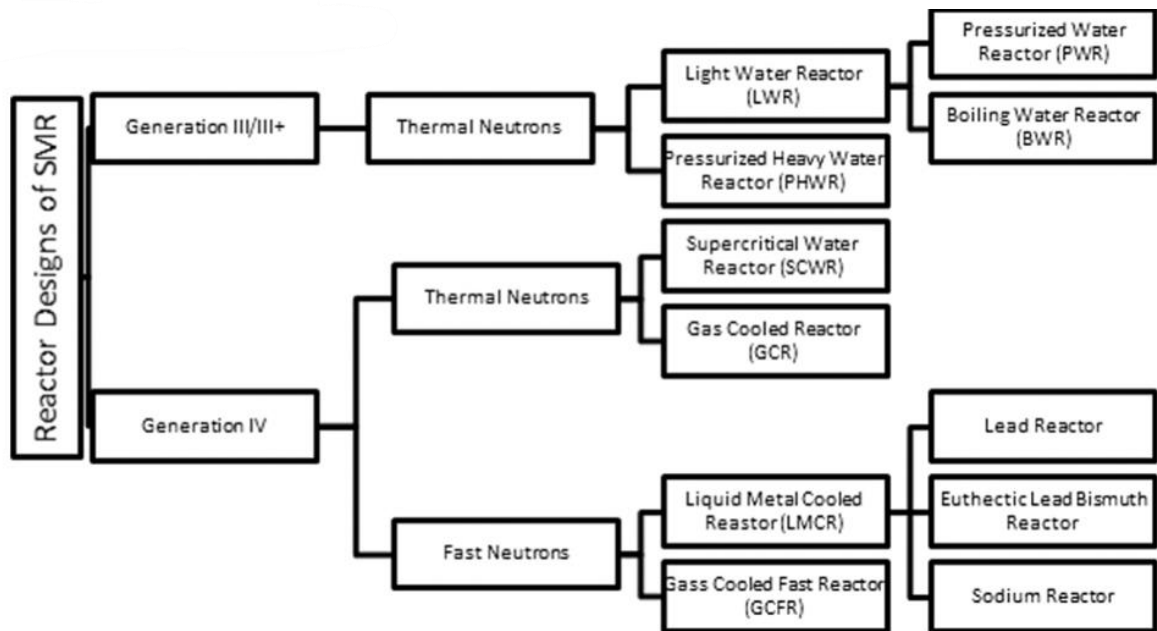 Reactor Designs of SMR
Generation III/III+
Thermal Neutrons
Light Water Reactor
(LWR)
Pressurized Water
Reactor (PWR)
Boiling Water Reactor
(BWR)
Pressurized Heavy Water
Reactor (PHWR)
Generation IV
Thermal Neutrons
Supercritical Water
Reactor (SCWR)
Gas Cooled Reactor
(GCR)
Fast Neutrons
Liquid Metal Cooled
Reastor (LMCR)
Lead Reactor
Euthectic Lead Bismuth
Reactor
Sodium Reactor
Gass Cooled Fast Reactor
(GCFR)